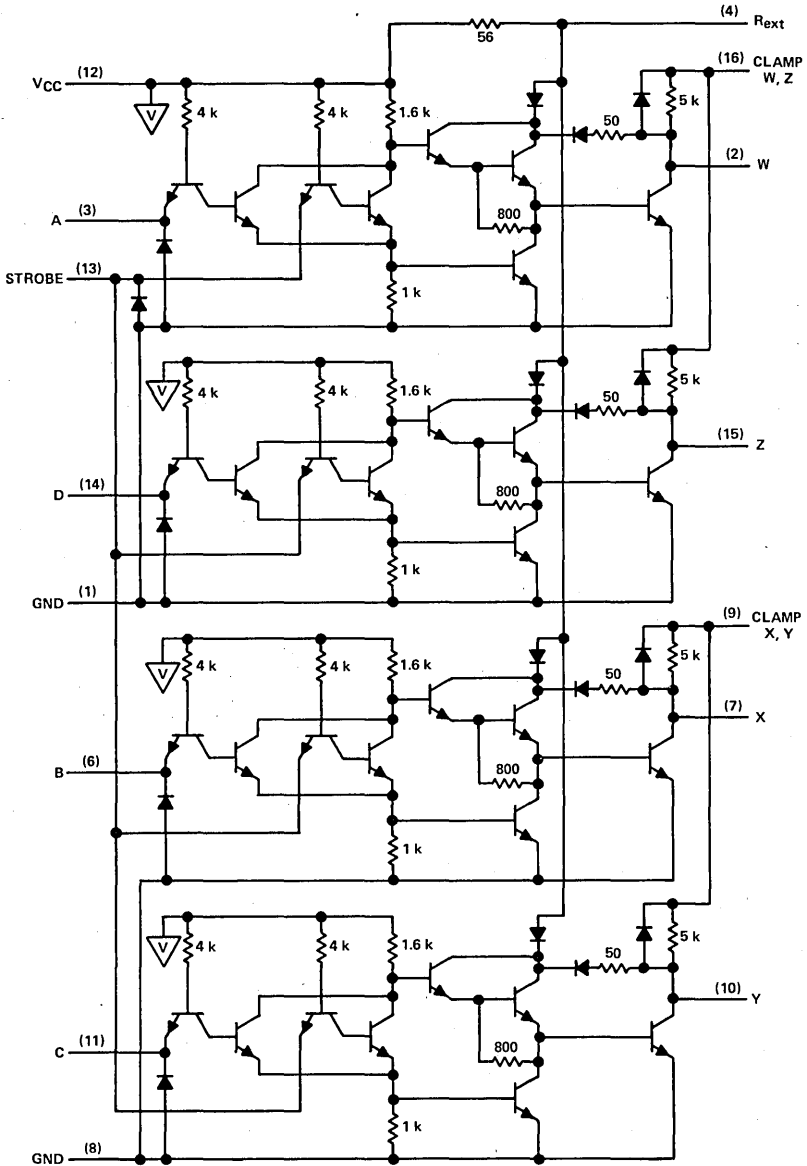 (4) Rext
56
(16) CLAMP
W, Z
VCC (12)
V
4 k
4 k
1.6 k
50
5 k
(2) W
A (3)
800
STROBE (13)
1 k
V
4 k
4 k
1.6 k
50
5 k
(15) Z
D (14)
800
1 k
GND (1)
(9) CLAMP
X, Y
V
4 k
4 k
1.6 k
50
5 k
(7) X
B (6)
800
1 k
V
4 k
4 k
1.6 k
50
5 k
(10) Y
C (11)
800
1 k
GND (8)